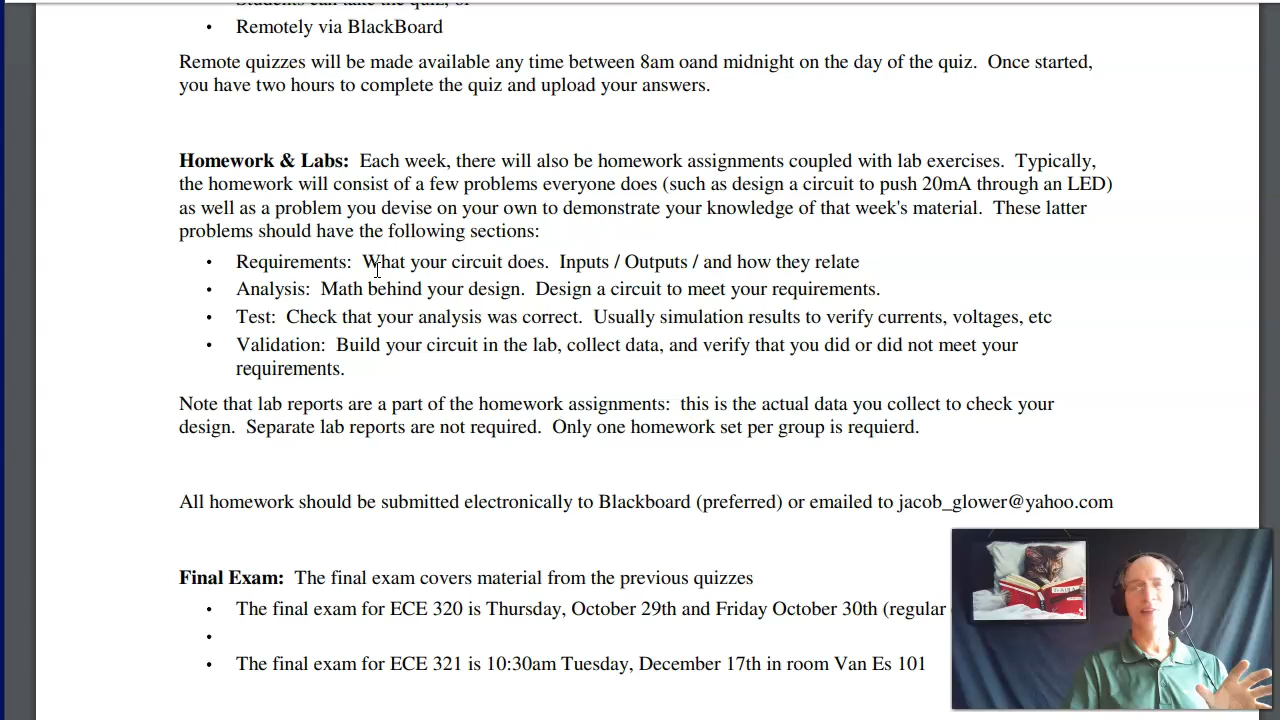 Remotely via BlackBoard
Remote quizzes will be made available any time between 8am oand midnight on the day of the quiz. Once started,
you have two hours to complete the quiz and upload your answers.
Homework & Labs: Each week, there will also be homework assignments coupled with lab exercises. Typically,
the homework will consist of a few problems everyone does (such as design a circuit to push 20mA through an LED)
as well as a problem you devise on your own to demonstrate your knowledge of that week's material. These latter
problems should have the following sections:
• Requirements: What your circuit does. Inputs / Outputs / and how they relate
• Analysis: Math behind your design. Design a circuit to meet your requirements.
• Test: Check that your analysis was correct. Usually simulation results to verify currents, voltages, etc
• Validation: Build your circuit in the lab, collect data, and verify that you did or did not meet your
requirements.
Note that lab reports are a part of the homework assignments: this is the actual data you collect to check your
design. Separate lab reports are not required. Only one homework set per group is requierd.
All homework should be submitted electronically to Blackboard (preferred) or emailed to jacob_glower@yahoo.com
Final Exam: The final exam covers material from the previous quizzes
• The final exam for ECE 320 is Thursday, October 29th and Friday October 30th (regular
•
• The final exam for ECE 321 is 10:30am Tuesday, December 17th in room Van Es 101